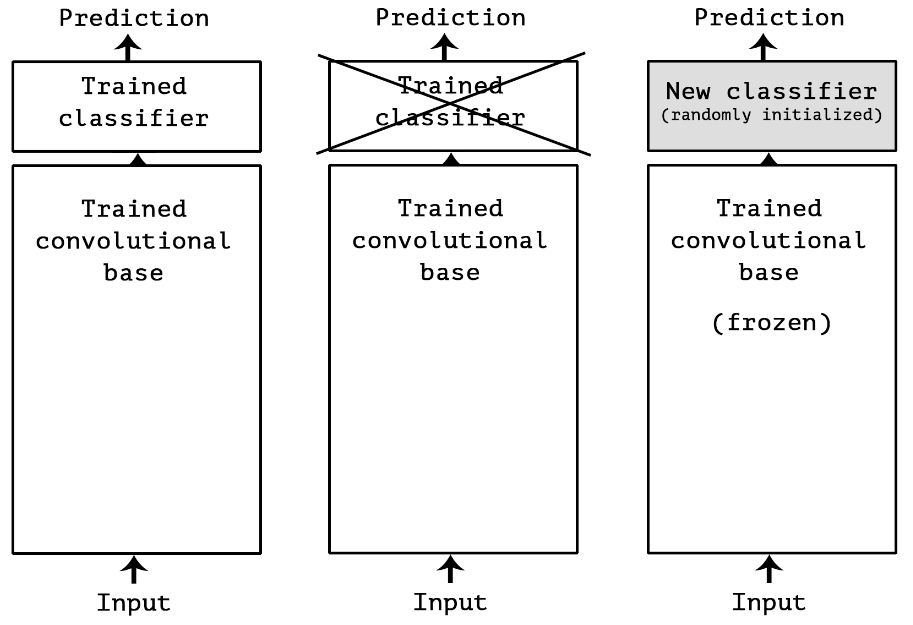 Prediction
Trained
classifier
Trained
convolutional
base
Input
Prediction
Trained
classifier
Trained
convolutional
base
Input
Prediction
New classifier
(randomly initialized)
Trained
convolutional
base
(frozen)
Input